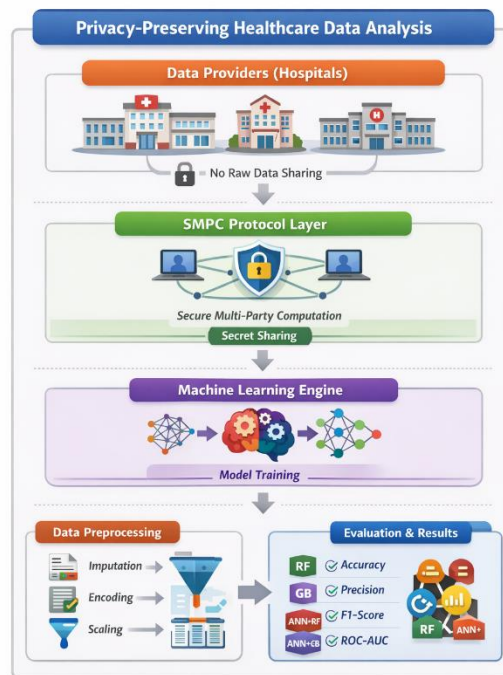 Privacy-Preserving Healthcare Data Analysis
Data Providers (Hospitals)
H
No Raw Data Sharing
SMPC Protocol Layer
Secure Multi-Party Computation
Secret Sharing
Machine Learning Engine
Model Training
Data Preprocessing
Imputation
Encoding
Scaling
Evaluation & Results
RF Accuracy
GB Precision
ANN+RF F1-Score
ANN+GB ROC-AUC
RF
ANN+